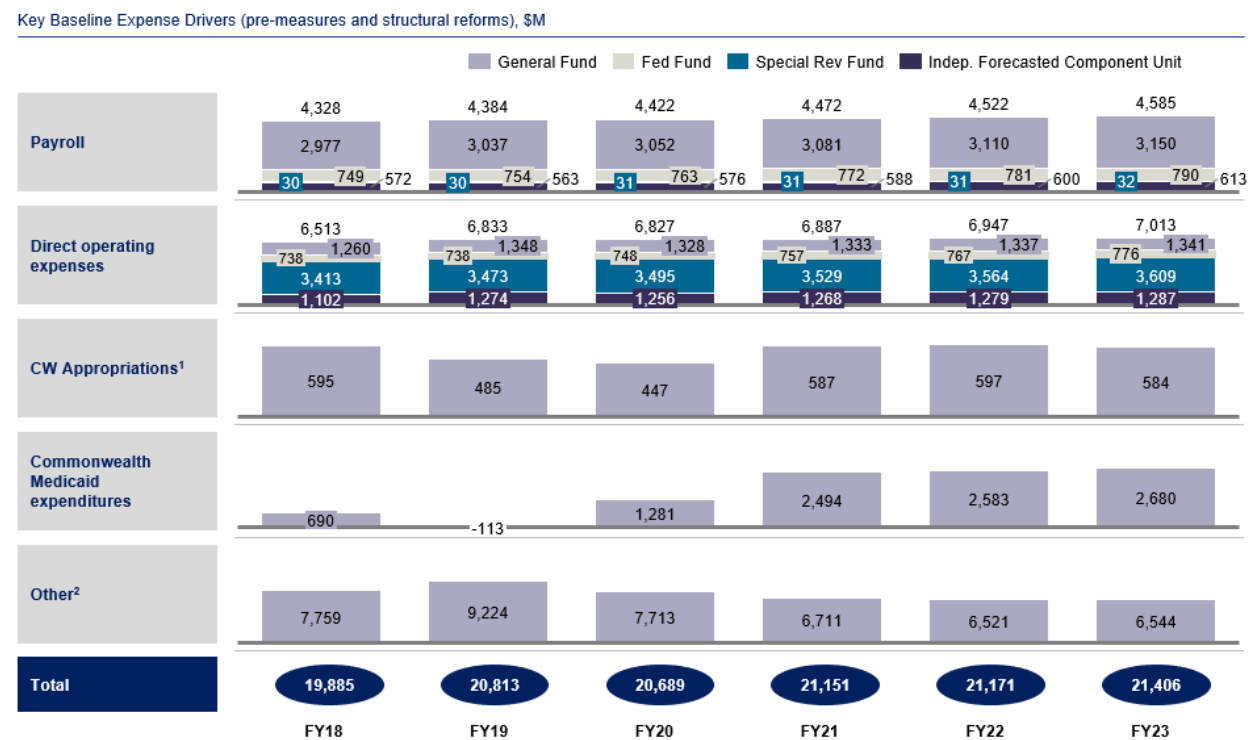 Key Baseline Expense Drivers (pre-measures and structural reforms), $M
General Fund Fed Fund Special Rev Fund Indep. Forecasted Component Unit
4,328 4,384 4,422 4,472 4,522 4,585
Payroll
2,977 3,037 3,052 3,081 3,110 3,150
30 749 572 30 754 563 31 763 576 31 772 588 31 781 600 32 790 613
6,513 6,833 6,827 6,887 6,947 7,013
Direct operating
expenses
1,260 1,348 1,328 1,333 1,337 1,341
738 738 748 757 767 776
3,413 3,473 3,495 3,529 3,564 3,609
1,102 1,274 1,256 1,268 1,279 1,287
CW Appropriations1
595 485 447 587 597 584
Commonwealth
Medicaid
expenditures
690 -113 1,281 2,494 2,583 2,680
Other2
7,759 9,224 7,713 6,711 6,521 6,544
Total 19,885 20,813 20,689 21,151 21,171 21,406
FY18 FY19 FY20 FY21 FY22 FY23